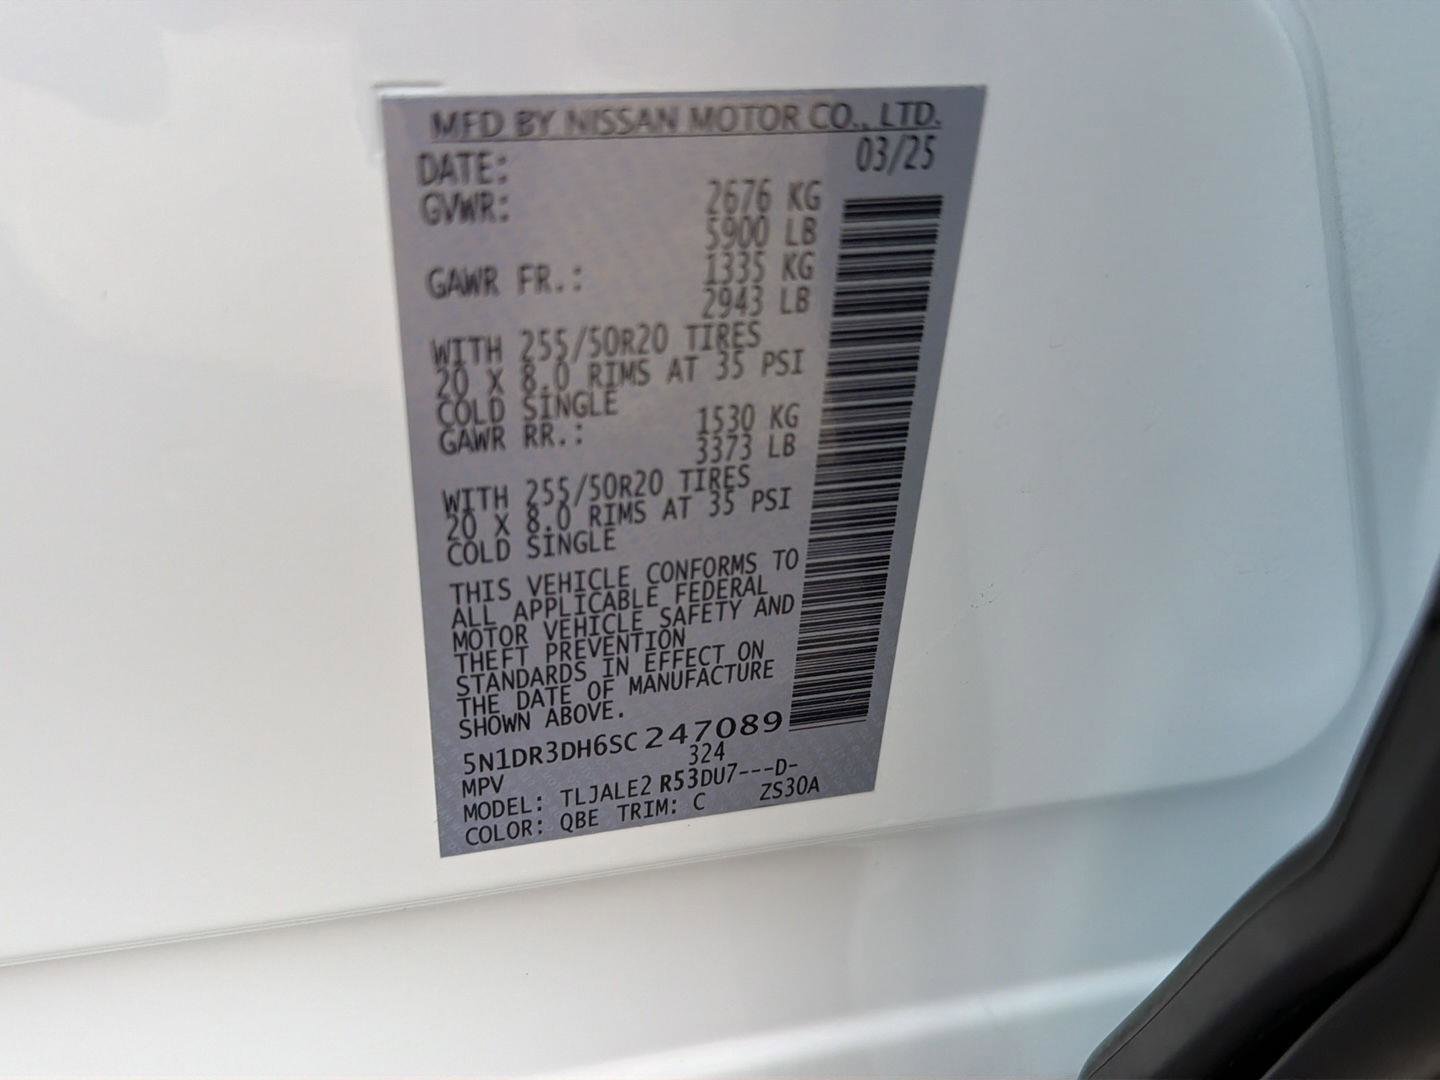 MFD BY NISSAN MOTOR CO., LTD.
DATE: 03/25
GVWR: 2676 KG
5900 LB
GAWR FR.: 1335 KG
2943 LB
WITH 255/50R20 TIRES
20 X 8.0 RIMS AT 35 PSI
COLD SINGLE
GAWR RR.: 1530 KG
3373 LB
WITH 255/50R20 TIRES
20 X 8.0 RIMS AT 35 PSI
COLD SINGLE
THIS VEHICLE CONFORMS TO
ALL APPLICABLE FEDERAL
MOTOR VEHICLE SAFETY AND
THEFT PREVENTION
STANDARDS IN EFFECT ON
THE DATE OF MANUFACTURE
SHOWN ABOVE.
5N1DR3DH6SC247089
MPV 324
MODEL: TLJALE2 R53DU7---D-
COLOR: QBE TRIM: C ZS30A